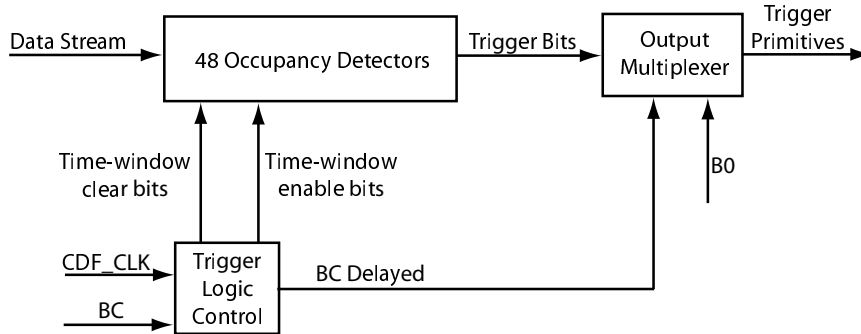 Data Stream
48 Occupancy Detectors
Trigger Bits
Output
Multiplexer
Trigger
Primitives
Time-window
clear bits
Time-window
enable bits
B0
CDF_CLK
BC
Trigger
Logic
Control
BC Delayed